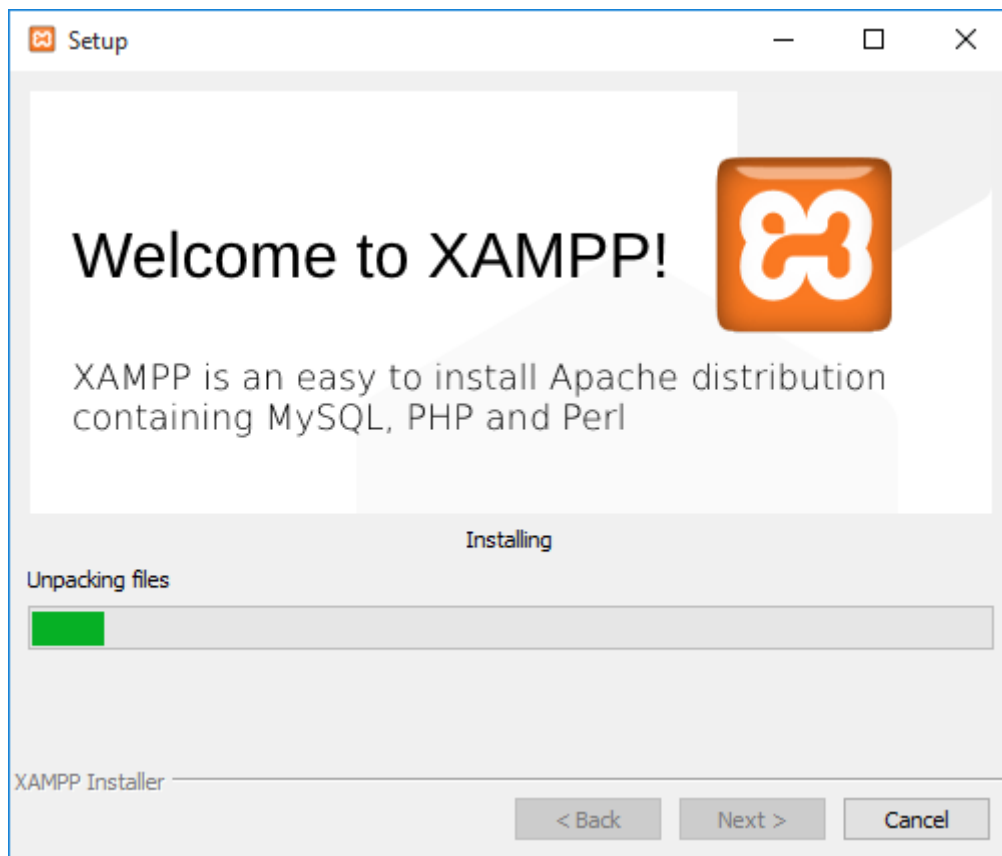 Setup
Welcome to XAMPP!
XAMPP is an easy to install Apache distribution
containing MySQL, PHP and Perl
Installing
Unpacking files
XAMPP Installer
< Back
Next >
Cancel